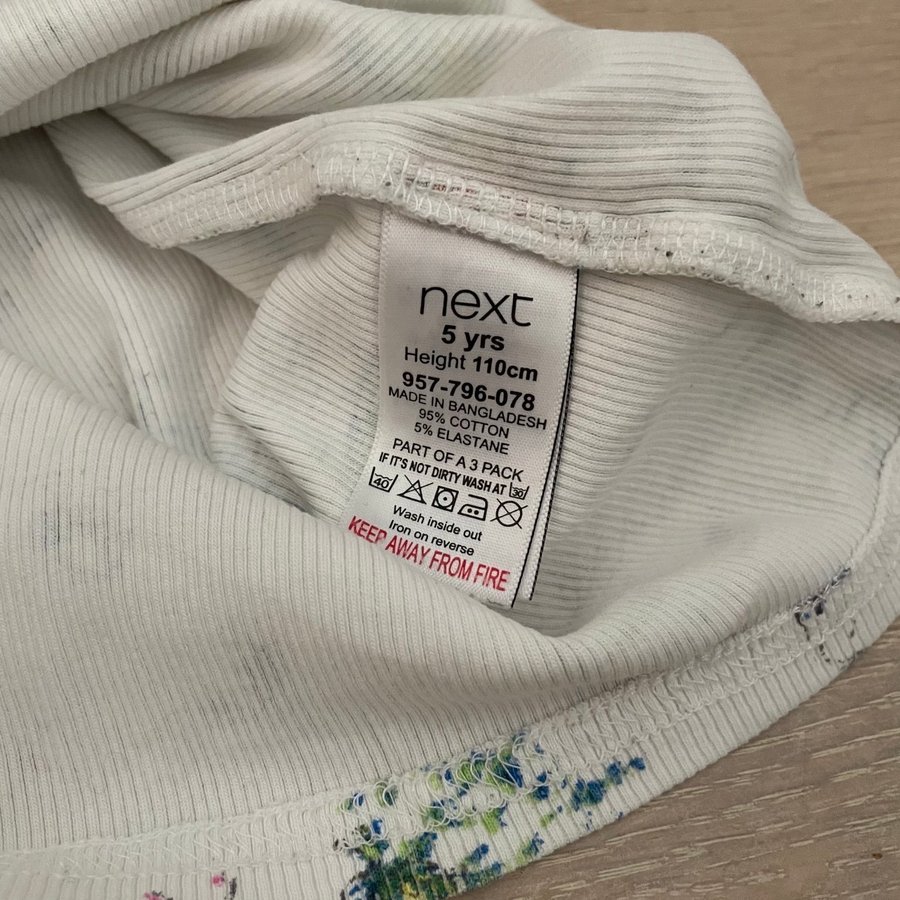 next
5 yrs
Height 110cm
957-796-078
MADE IN BANGLADESH
95% COTTON
5% ELASTANE
PART OF A 3 PACK
IF IT'S NOT DIRTY WASH AT 30
40
Wash inside out
Iron on reverse
KEEP AWAY FROM FIRE